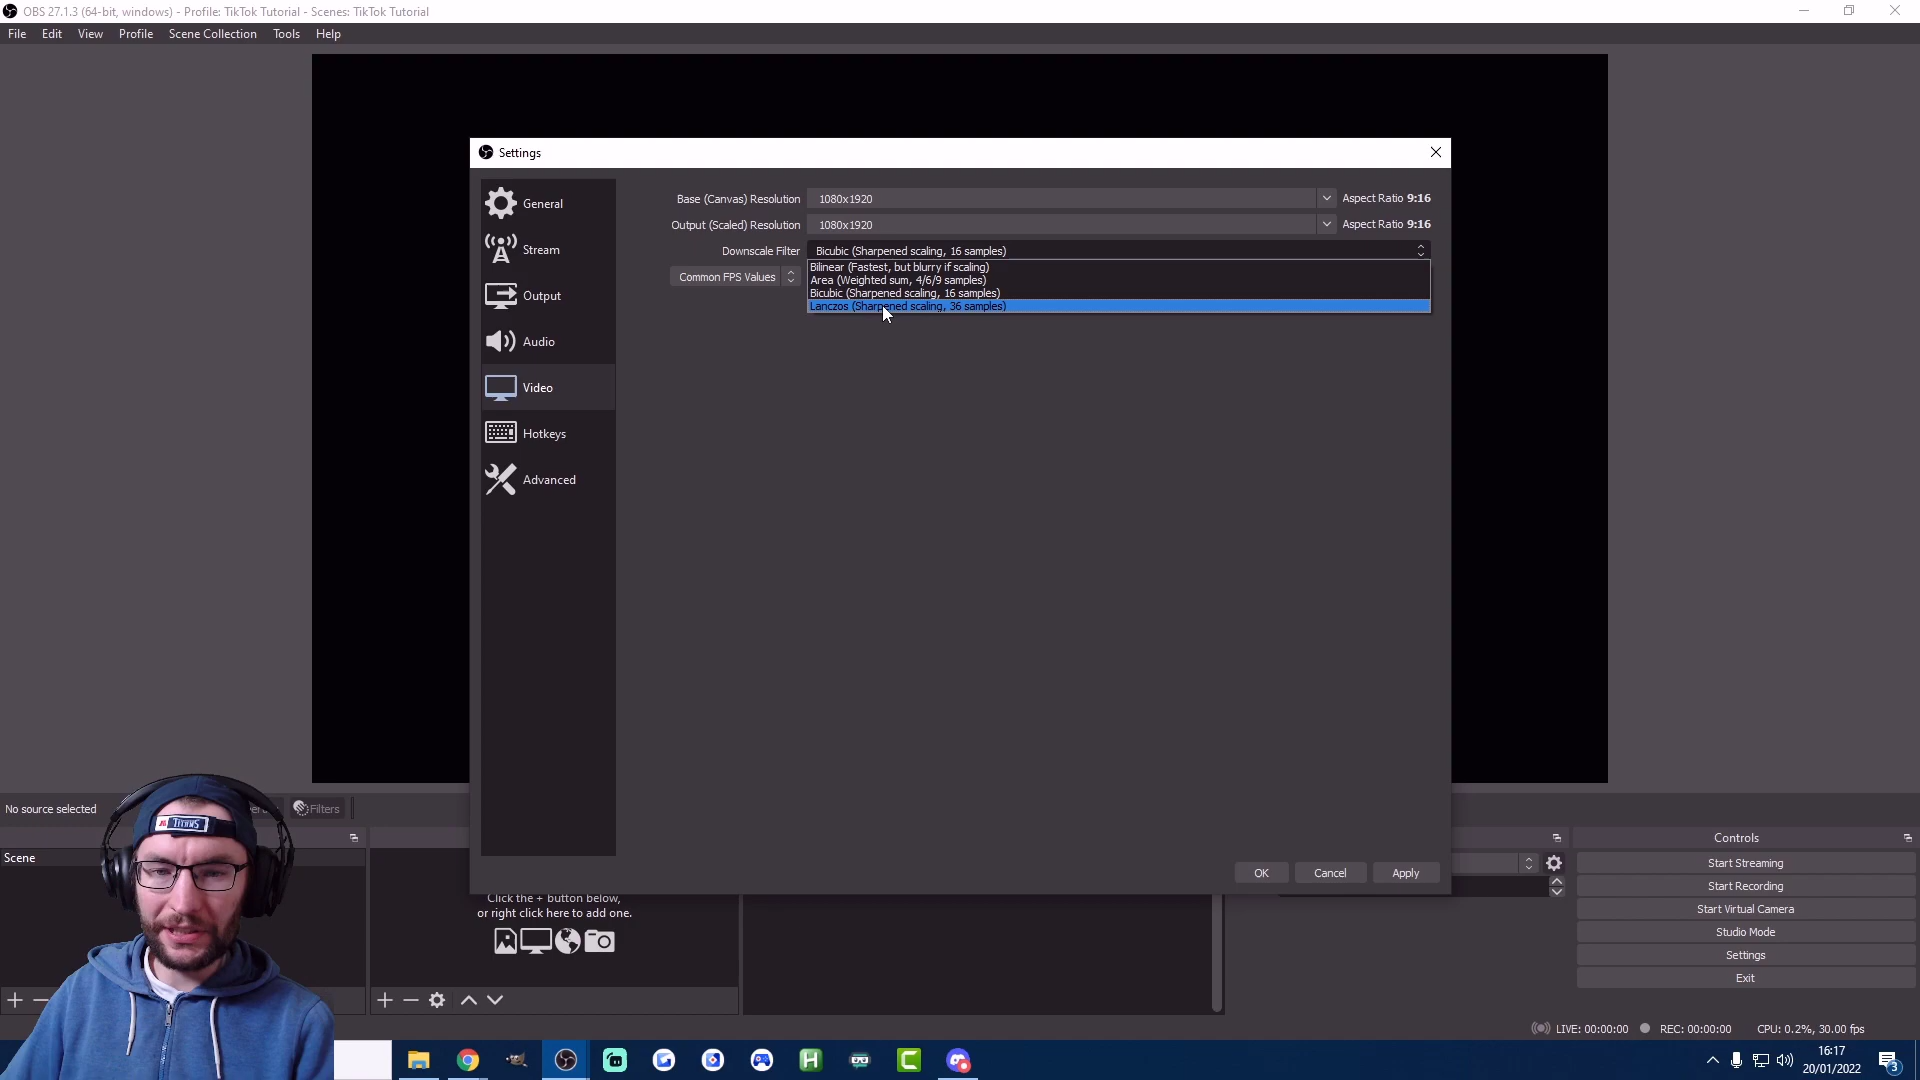 OBS 27.1.3 (64-bit, windows) - Profile: TikTok Tutorial - Scenes: TikTok Tutorial
File Edit View Profile Scene Collection Tools Help
Settings
General
Stream
Output
Audio
Video
Hotkeys
Advanced
Base (Canvas) Resolution 1080x1920 Aspect Ratio 9:16
Output (Scaled) Resolution 1080x1920 Aspect Ratio 9:16
Downscale Filter Bicubic (Sharpened scaling, 16 samples)
Common FPS Values
Bilinear (Fastest, but blurry if scaling)
Area (Weighted sum, 4/6/9 samples)
Bicubic (Sharpened scaling, 16 samples)
Lanczos (Sharpened scaling, 36 samples)
OK Cancel Apply
No source selected
Filters
Scene
TITANS
Click the + button below,
or right click here to add one.
Controls
Start Streaming
Start Recording
Start Virtual Camera
Studio Mode
Settings
Exit
LIVE: 00:00:00 REC: 00:00:00 CPU: 0.2%, 30.00 fps
16:17
20/01/2022
3